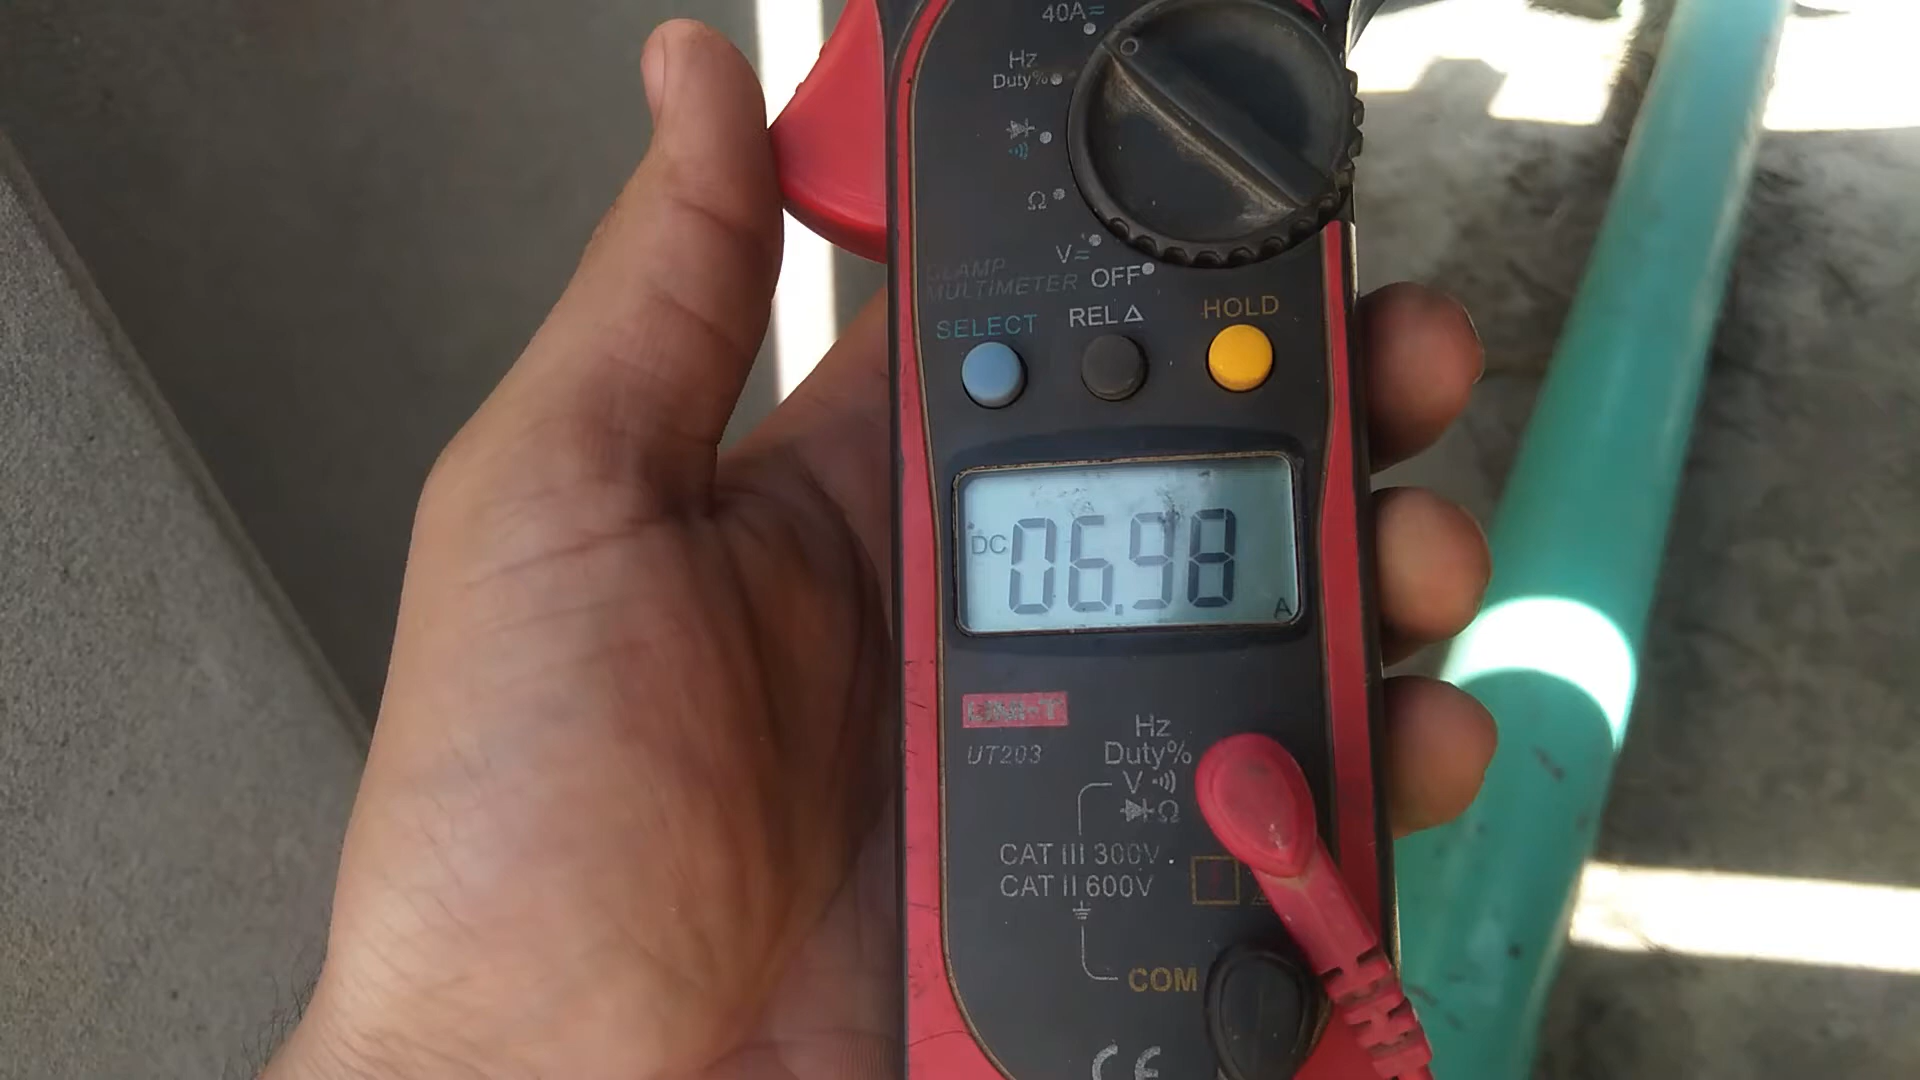 40A
Hz
Duty%
Ω
V
CLAMP
MULTIMETER
OFF
SELECT
REL △
HOLD
DC 06.98 A
UNI-T
UT203
Hz
Duty%
V
Ω
CAT III 300V
CAT II 600V
COM
CE